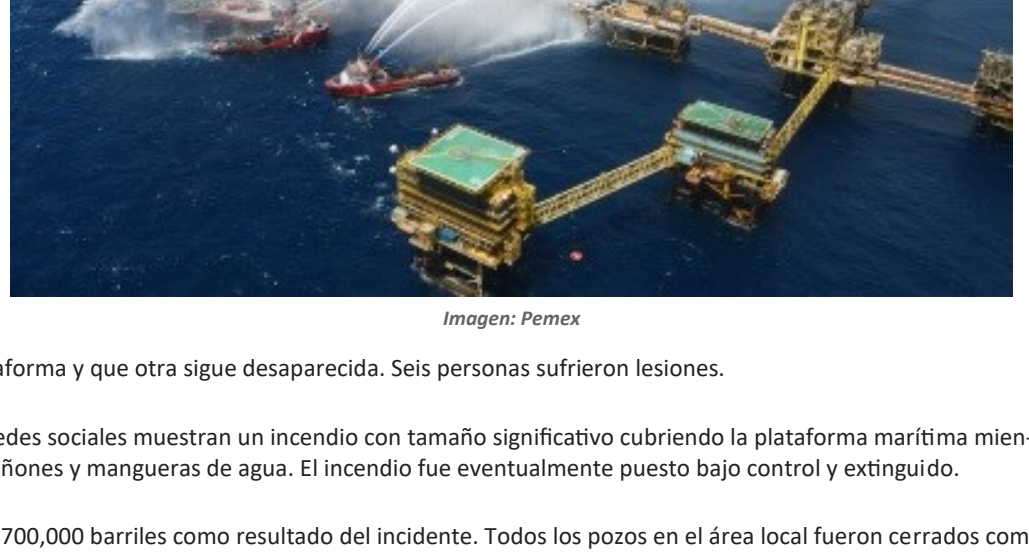 Imagen: Pemex
aforma y que otra sigue desaparecida. Seis personas sufrieron lesiones.
edes sociales muestran un incendio con tamaño significativo cubriendo la plataforma marítima mien-
ñones y mangueras de agua. El incendio fue eventualmente puesto bajo control y extinguido.
700,000 barriles como resultado del incidente. Todos los pozos en el área local fueron cerrados com